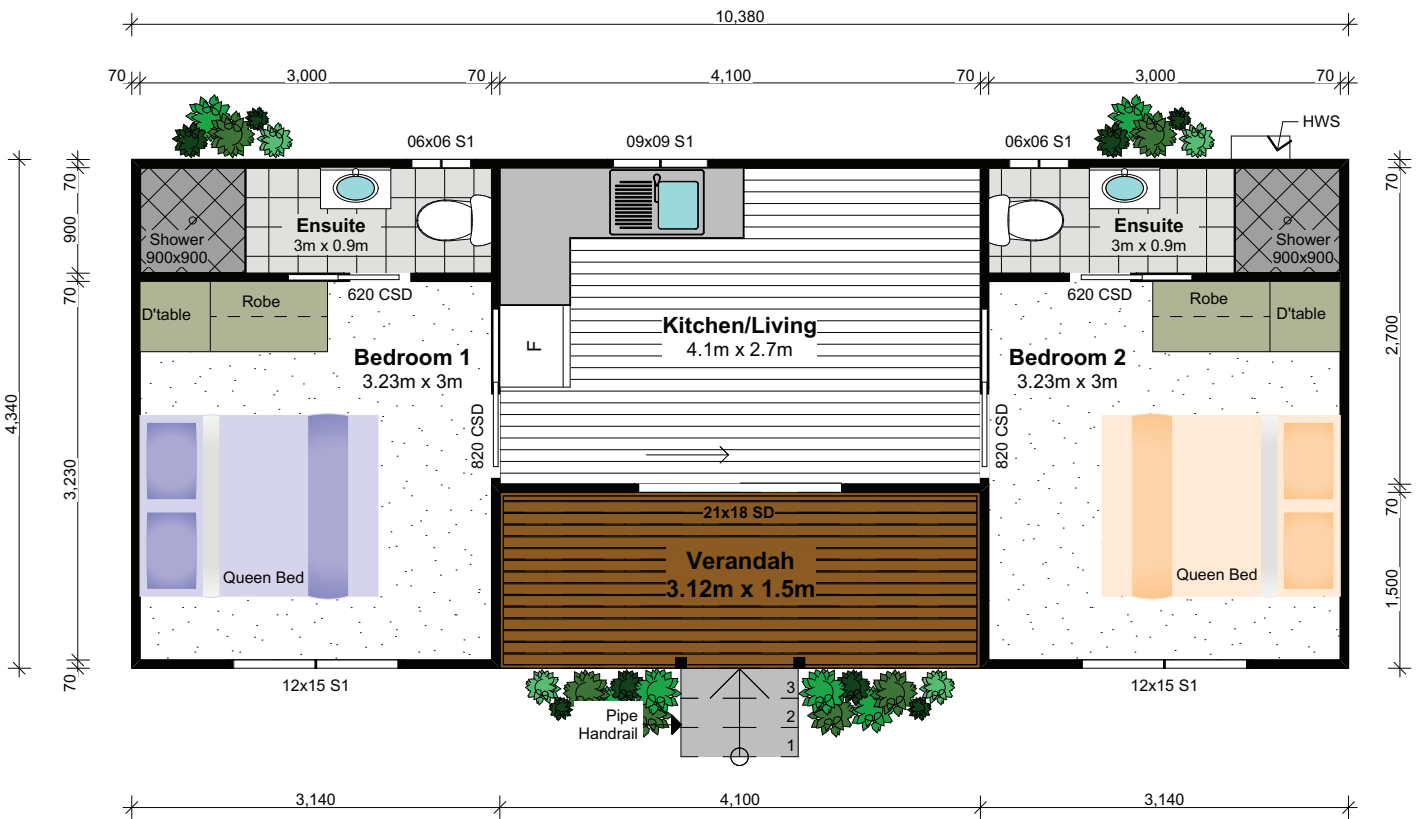 10,380
70 3,000 70 4,100 70 3,000 70
HWS
06x06 S1 09x09 S1 06x06 S1
70
900
70
3,230
70
4,340
Ensuite
3m x 0.9m
Shower
900x900
620 CSD
D'table
Robe
Bedroom 1
3.23m x 3m
820 CSD
Queen Bed
12x15 S1
F
Kitchen/Living
4.1m x 2.7m
21x18 SD
Verandah
3.12m x 1.5m
Pipe
Handrail
3
2
1
Ensuite
3m x 0.9m
Shower
900x900
620 CSD
Robe
D'table
Bedroom 2
3.23m x 3m
820 CSD
Queen Bed
12x15 S1
70
2,700
70
1,500
3,140 4,100 3,140